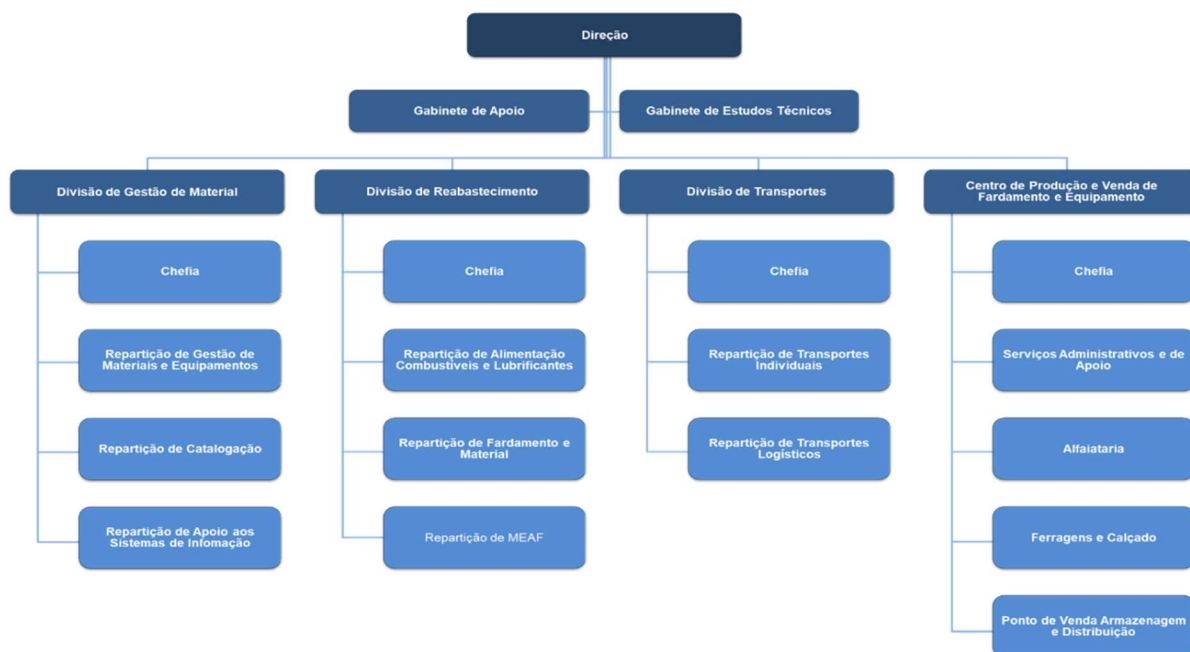 Direção
Gabinete de Apoio
Gabinete de Estudos Técnicos
Divisão de Gestão de Material
Divisão de Reabastecimento
Divisão de Transportes
Centro de Produção e Venda de
Fardamento e Equipamento
Chefia
Chefia
Chefia
Chefia
Repartição de Gestão de
Materiais e Equipamentos
Repartição de Alimentação
Combustíveis e Lubrificantes
Repartição de Transportes
Individuais
Serviços Administrativos e de
Apoio
Repartição de Catalogação
Repartição de Fardamento e
Material
Repartição de Transportes
Logísticos
Alfaiataria
Repartição de Apoio aos
Sistemas de Infomação
Repartição de MEAF
Ferragens e Calçado
Ponto de Venda Armazenagem
e Distribuição